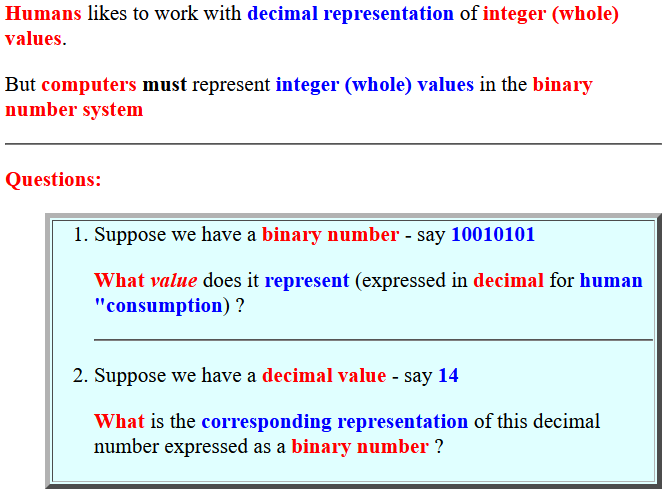 Humans likes to work with decimal representation of integer (whole)
values.
But computers must represent integer (whole) values in the binary
number system
Questions:
1. Suppose we have a binary number - say 10010101
What value does it represent (expressed in decimal for human
"consumption) ?
2. Suppose we have a decimal value - say 14
What is the corresponding representation of this decimal
number expressed as a binary number ?